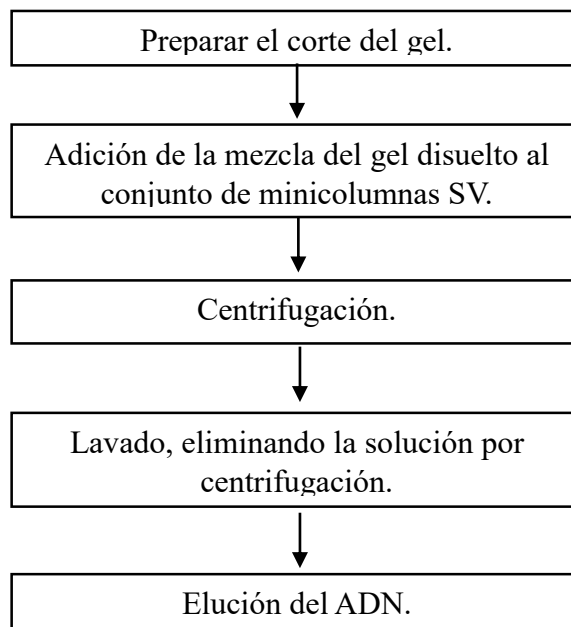 Preparar el corte del gel.
Adición de la mezcla del gel disuelto al
conjunto de minicolumnas SV.
Centrifugación.
Lavado, eliminando la solución por
centrifugación.
Elución del ADN.